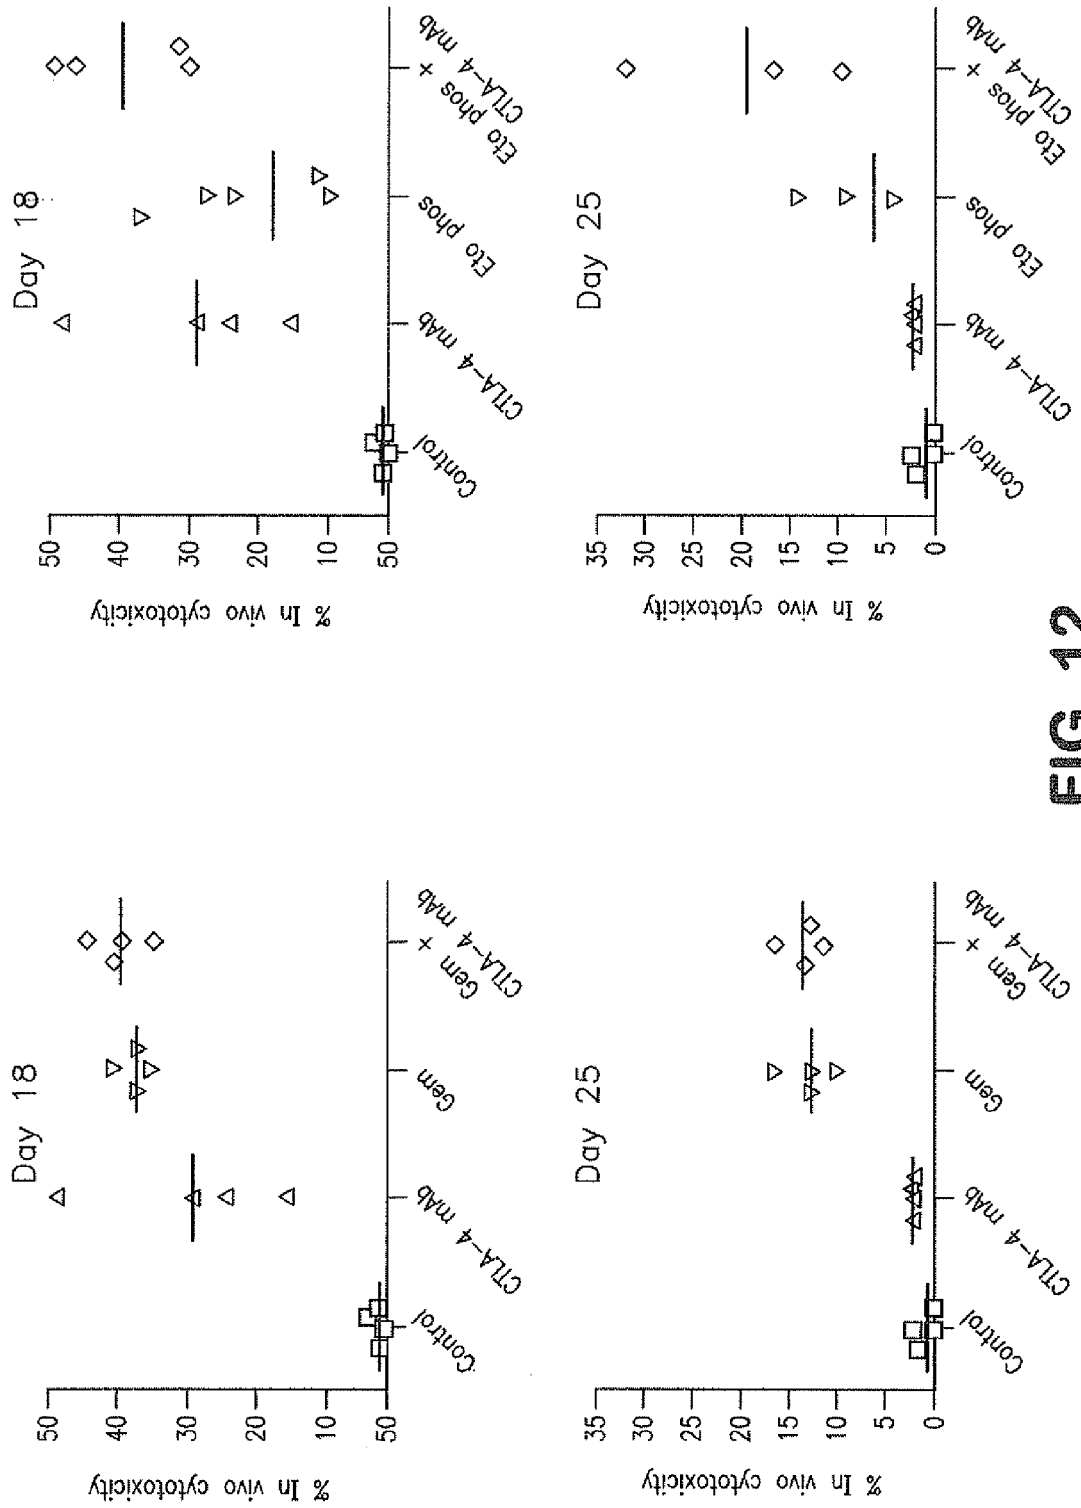 Day 18
% In vivo cytotoxicity
50
40
30
20
10
50
Control
CTLA-4 mAb
Gem
Gem
+
CTLA-4 mAb
Day 18
% In vivo cytotoxicity
50
40
30
20
10
50
Control
CTLA-4 mAb
Eto phos
Eto phos
+
CTLA-4 mAb
Day 25
% In vivo cytotoxicity
35
30
25
20
15
10
5
0
Control
CTLA-4 mAb
Gem
Gem
+
CTLA-4 mAb
Day 25
% In vivo cytotoxicity
35
30
25
20
15
10
5
0
Control
CTLA-4 mAb
Eto phos
Eto phos
+
CTLA-4 mAb
FIG 12